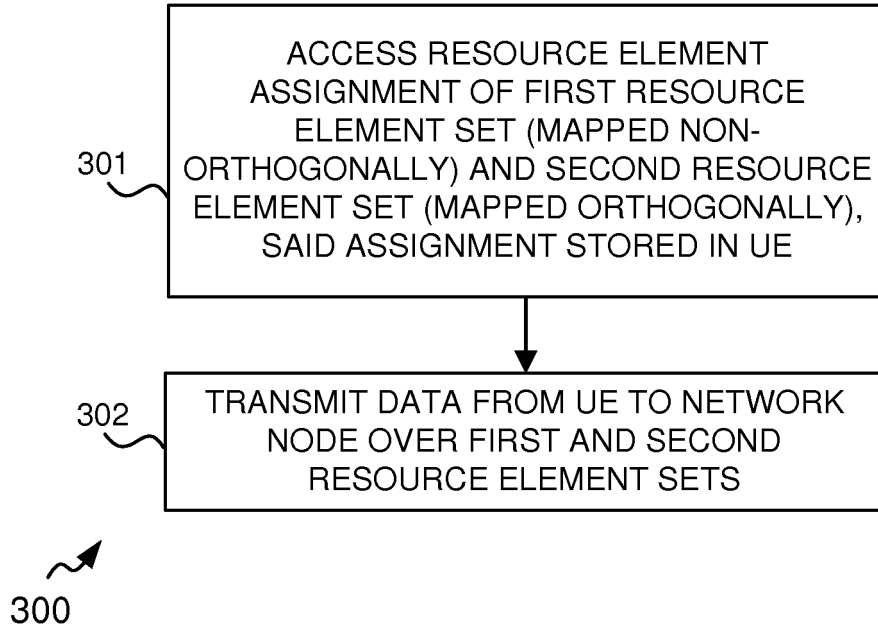 ACCESS RESOURCE ELEMENT
ASSIGNMENT OF FIRST RESOURCE
ELEMENT SET (MAPPED NON-
ORTHOGONALLY) AND SECOND RESOURCE
ELEMENT SET (MAPPED ORTHOGONALLY),
SAID ASSIGNMENT STORED IN UE
301
TRANSMIT DATA FROM UE TO NETWORK
NODE OVER FIRST AND SECOND
RESOURCE ELEMENT SETS
302
300